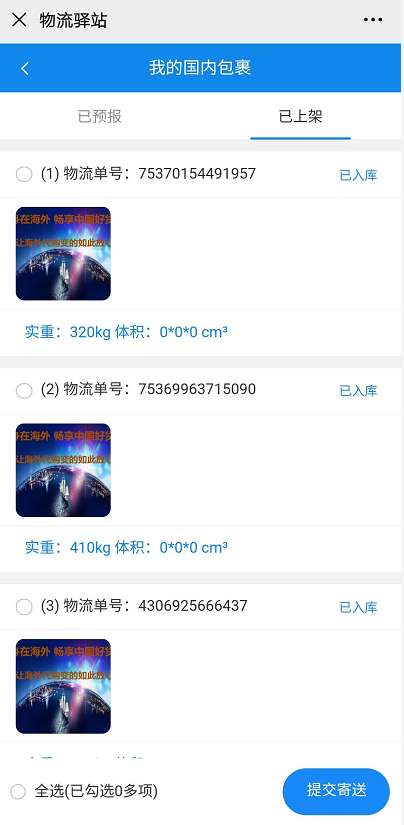 物流驿站
我的国内包裹
已预报 已上架
(1) 物流单号：75370154491957 已入库
身在海外 畅享中国好货
让海外代购变的如此放心
实重：320kg 体积：0*0*0 cm³
(2) 物流单号：75369963715090 已入库
身在海外 畅享中国好货
让海外代购变的如此放心
实重：410kg 体积：0*0*0 cm³
(3) 物流单号：4306925666437 已入库
身在海外 畅享中国好货
让海外代购变的如此放心
全选(已勾选0多项) 提交寄送